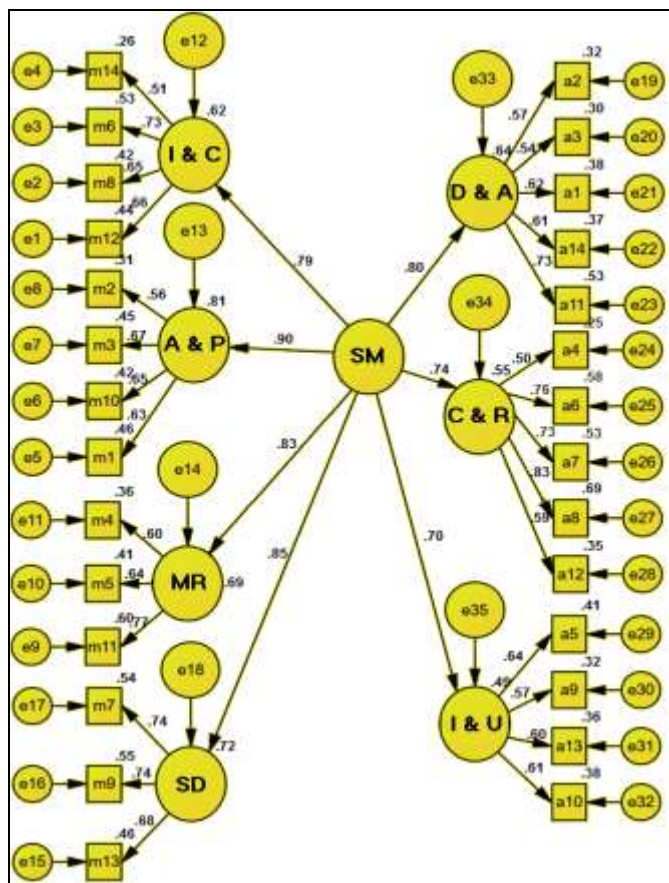 e4 m14 .26 .51
e12
.62
I & C
e3 m6 .53 .73
e2 m8 .42 .65
e1 m12 .44 .66
e13
.81
A & P
e8 m2 .31 .56
e7 m3 .45 .67
e6 m10 .42 .65
e5 m1 .46 .63
e14
.69
MR
e11 m4 .36 .60
e10 m5 .41 .64
e9 m11 .60 .77
e18
.72
SD
e17 m7 .54 .74
e16 m9 .55 .74
e15 m13 .46 .68
SM
.79
.90
.83
.85
.80
.74
.70
e33
.64
D & A
.57 .32 a2 e19
.54 .30 a3 e20
.62 .38 a1 e21
.61 .37 a14 e22
.73 .53 a11 e23
e34
.55
C & R
.50 .25 a4 e24
.76 .58 a6 e25
.73 .53 a7 e26
.83 .69 a8 e27
.59 .35 a12 e28
e35
.49
I & U
.64 .41 a5 e29
.57 .32 a9 e30
.60 .36 a13 e31
.61 .38 a10 e32